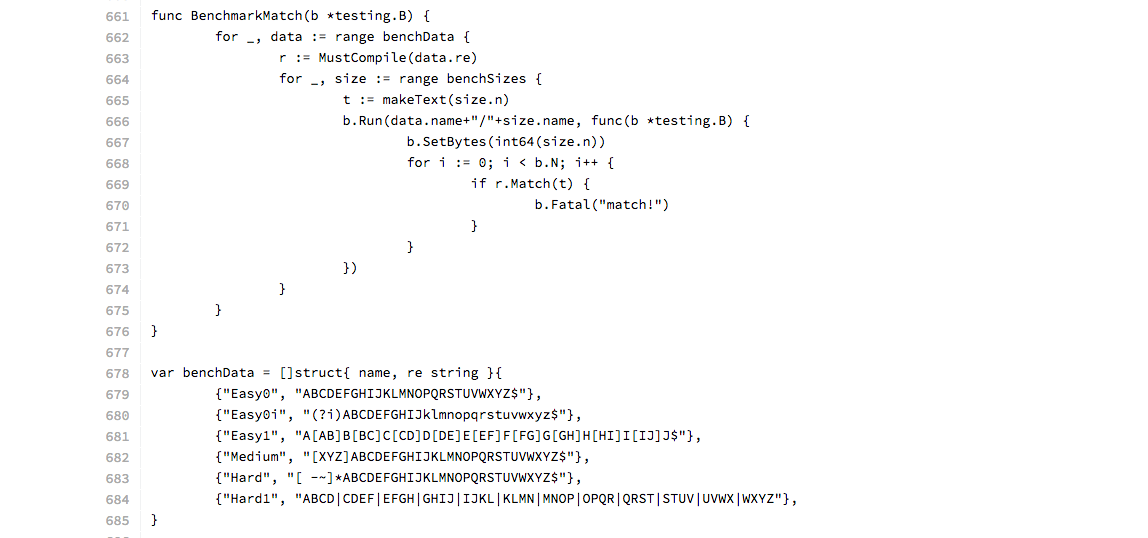 661 func BenchmarkMatch(b *testing.B) {
662 for _, data := range benchData {
663 r := MustCompile(data.re)
664 for _, size := range benchSizes {
665 t := makeText(size.n)
666 b.Run(data.name+"/"+size.name, func(b *testing.B) {
667 b.SetBytes(int64(size.n))
668 for i := 0; i < b.N; i++ {
669 if r.Match(t) {
670 b.Fatal("match!")
671 }
672 }
673 })
674 }
675 }
676 }
677
678 var benchData = []struct{ name, re string }{
679 {"Easy0", "ABCDEFGHIJKLMNOPQRSTUVWXYZ$"},
680 {"Easy0i", "(?i)ABCDEFGHIJklmnopqrstuvwxyz$"},
681 {"Easy1", "A[AB]B[BC]C[CD]D[DE]E[EF]F[FG]G[GH]H[HI]I[IJ]J$"},
682 {"Medium", "[XYZ]ABCDEFGHIJKLMNOPQRSTUVWXYZ$"},
683 {"Hard", "[ -~]*ABCDEFGHIJKLMNOPQRSTUVWXYZ$"},
684 {"Hard1", "ABCD|CDEF|EFGH|GHIJ|IJKL|KLMN|MNOP|OPQR|QRST|STUV|UVWX|WXYZ"},
685 }